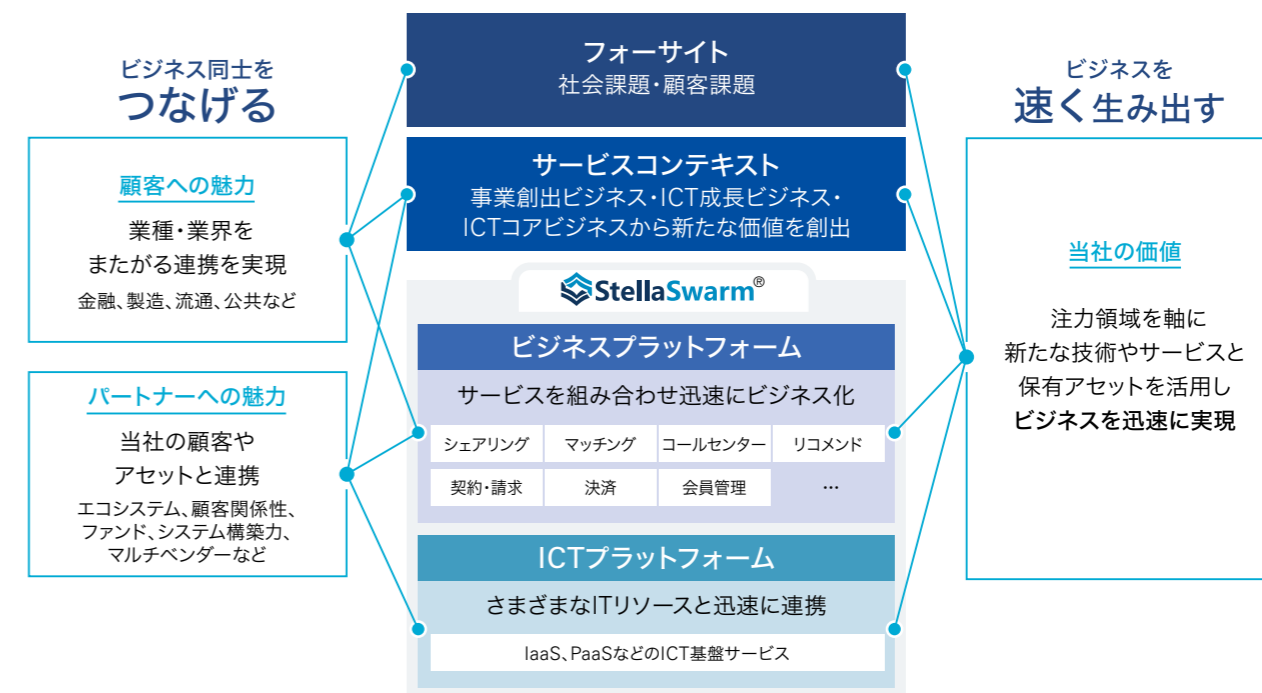 ビジネス同士を
つなげる
顧客への魅力
業種・業界を
またがる連携を実現
金融、製造、流通、公共など
パートナーへの魅力
当社の顧客や
アセットと連携
エコシステム、顧客関係性、
ファンド、システム構築力、
マルチベンダーなど
フォーサイト
社会課題・顧客課題
サービスコンテキスト
事業創出ビジネス・ICT成長ビジネス・
ICTコアビジネスから新たな価値を創出
StellaSwarm®
ビジネスプラットフォーム
サービスを組み合わせ迅速にビジネス化
シェアリング マッチング コールセンター リコメンド
契約・請求 決済 会員管理 …
ICTプラットフォーム
さまざまなITリソースと迅速に連携
IaaS、PaaSなどのICT基盤サービス
ビジネスを
速く生み出す
当社の価値
注力領域を軸に
新たな技術やサービスと
保有アセットを活用し
ビジネスを迅速に実現